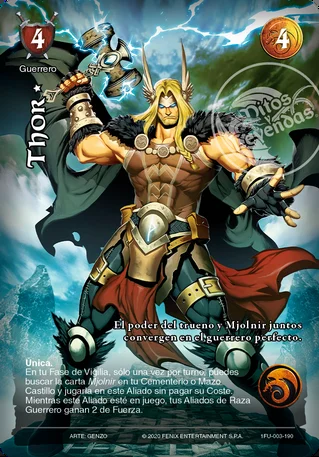 4
4
Guerrero
Thor
Mitos
y
Leyendas
El poder del trueno y Mjolnir juntos
convergen en el guerrero perfecto.
Única.
En tu Fase de Vigilia, sólo una vez por turno, puedes
buscar la carta Mjolnir en tu Cementerio o Mazo
Castillo y jugarla en este Aliado sin pagar su Coste.
Mientras este Aliado esté en juego, tus Aliados de Raza
Guerrero ganan 2 de Fuerza.
ARTE: GENZO © 2020 FENIX ENTERTAINMENT S.P.A. 1FU-003-190